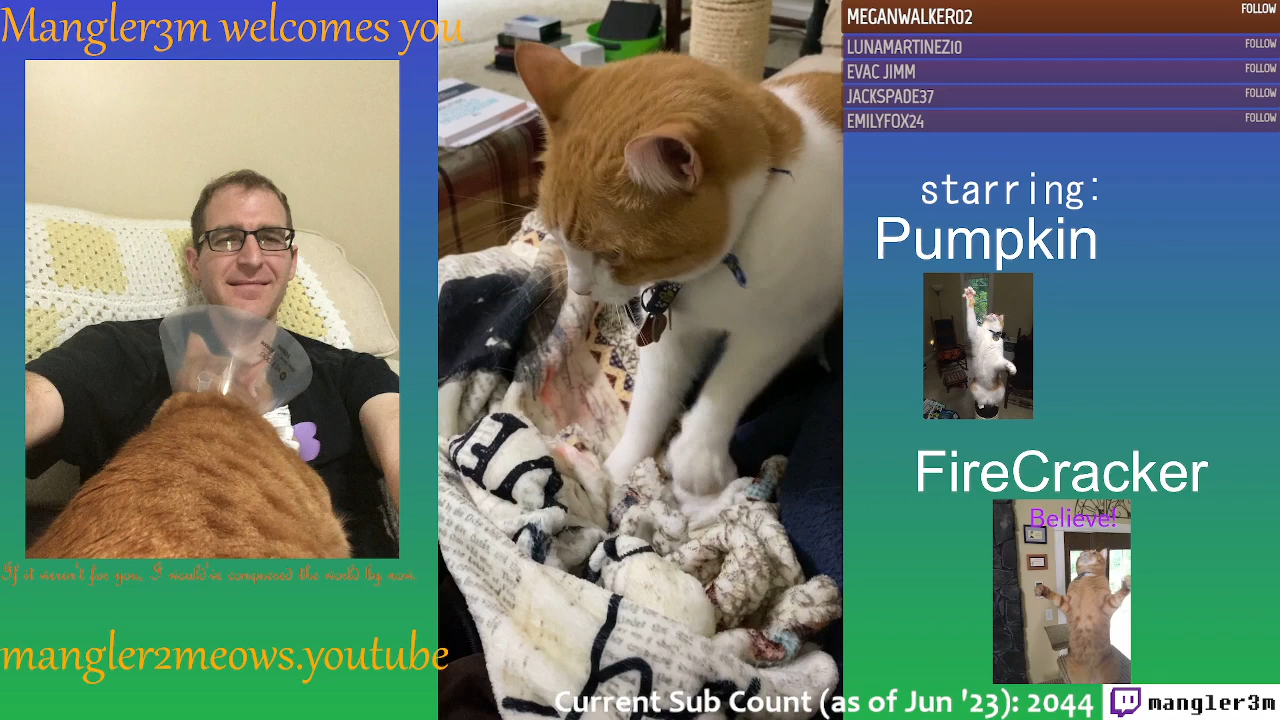 Mangler3m welcomes you
If it weren't for you, I would've conquered the world by now.
mangler2meows.youtube
MEGANWALKER02 FOLLOW
LUNAMARTINEZ10 FOLLOW
EVAC JIMM FOLLOW
JACKSPADE37 FOLLOW
EMILYFOX24 FOLLOW
starring:
Pumpkin
FireCracker
Believe!
Current Sub Count (as of Jun '23): 2044
mangler3m